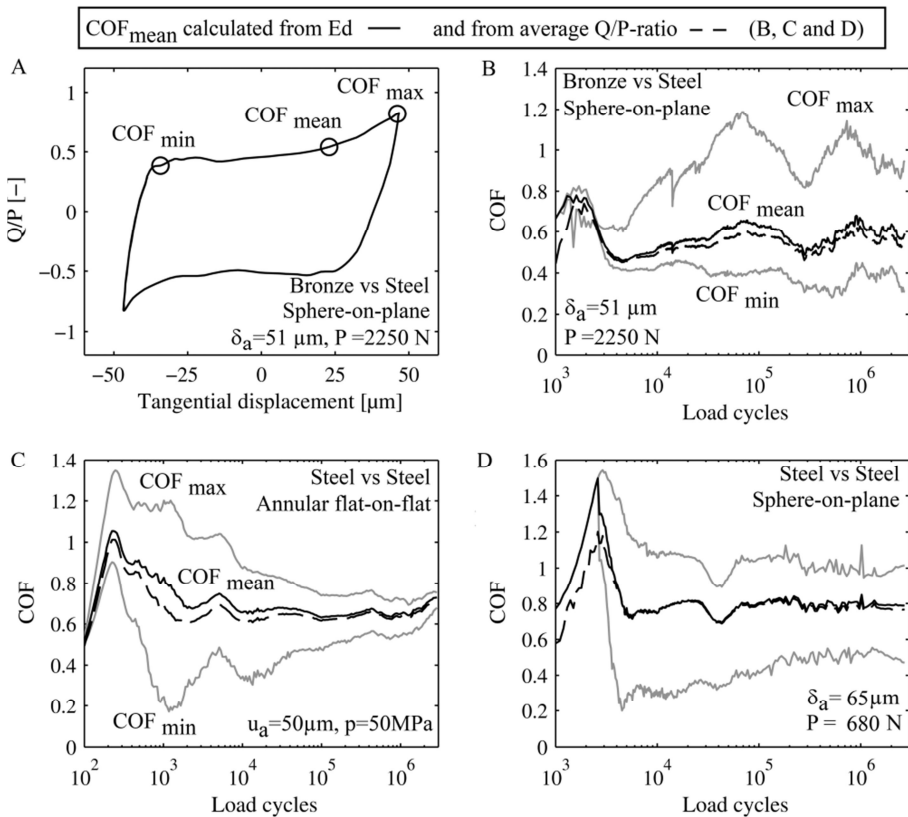 COF mean calculated from Ed — and from average Q/P-ratio – – (B, C and D)
A
1
0.5
0
−0.5
−1
Q/P [−]
COF min
COF mean
COF max
Bronze vs Steel
Sphere-on-plane
δa=51 µm, P =2250 N
−50 −25 0 25 50
Tangential displacement [µm]
B
1.4
1.2
1
0.8
0.6
0.4
0.2
0
COF
Bronze vs Steel
Sphere-on-plane
COF max
COF mean
COF min
δa=51 µm
P =2250 N
10^3 10^4 10^5 10^6
Load cycles
C
1.4
1.2
1
0.8
0.6
0.4
0.2
0
COF
Steel vs Steel
Annular flat-on-flat
COF max
COF mean
COF min
ua=50µm, p=50MPa
10^2 10^3 10^4 10^5 10^6
Load cycles
D
1.6
1.4
1.2
1
0.8
0.6
0.4
0.2
0
COF
Steel vs Steel
Sphere-on-plane
δa= 65µm
P = 680 N
10^3 10^4 10^5 10^6
Load cycles